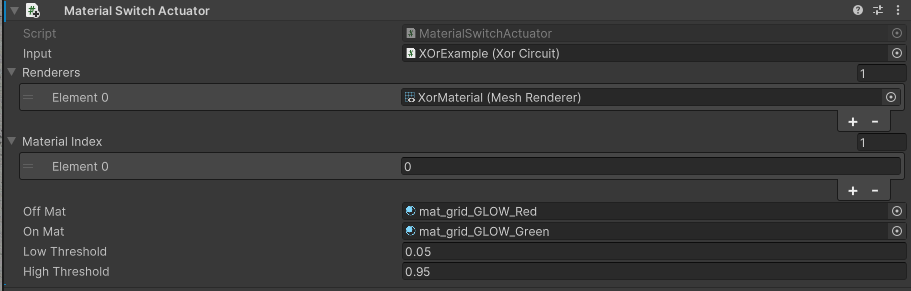 Material Switch Actuator
Script MaterialSwitchActuator
Input XOrExample (Xor Circuit)
Renderers 1
Element 0 XorMaterial (Mesh Renderer)
+ -
Material Index 1
Element 0 0
+ -
Off Mat mat_grid_GLOW_Red
On Mat mat_grid_GLOW_Green
Low Threshold 0.05
High Threshold 0.95